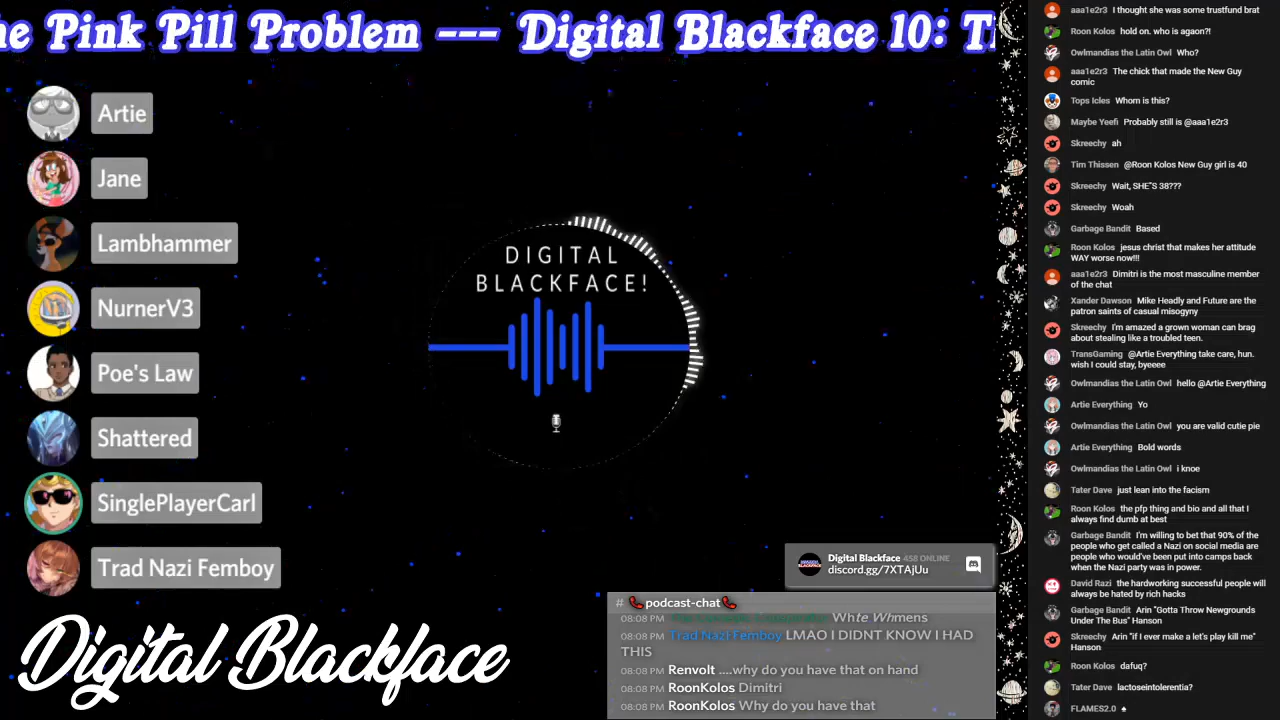 he Pink Pill Problem --- Digital Blackface 10: T
Artie
Jane
Lambhammer
NurnerV3
Poe's Law
Shattered
SinglePlayerCarl
Trad Nazi Femboy
Digital Blackface
DIGITAL
BLACKFACE!
Digital Blackface 458 ONLINE
discord.gg/7XTAjUu
# podcast-chat
08:08 PM Whte Whmens
08:08 PM Trad Nazi Femboy LMAO I DIDNT KNOW I HAD
THIS
08:08 PM Renvolt ....why do you have that on hand
08:08 PM RoonKolos Dimitri
08:08 PM RoonKolos Why do you have that
aaa1e2r3 I thought she was some trustfund brat
Roon Kolos hold on. who is agaon?!
Owlmandias the Latin Owl Who?
aaa1e2r3 The chick that made the New Guy
comic
Tops Icles Whom is this?
Maybe Yeefi Probably still is @aaa1e2r3
Skreechy ah
Tim Thissen @Roon Kolos New Guy girl is 40
Skreechy Wait, SHE"S 38???
Skreechy Woah
Garbage Bandit Based
Roon Kolos jesus christ that makes her attitude
WAY worse now!!!
aaa1e2r3 Dimitri is the most masculine member
of the chat
Xander Dawson Mike Headly and Future are the
patron saints of casual misogyny
Skreechy I'm amazed a grown woman can brag
about stealing like a troubled teen.
TransGaming @Artie Everything take care, hun.
wish I could stay, byeeee
Owlmandias the Latin Owl hello @Artie Everything
Artie Everything Yo
Owlmandias the Latin Owl you are valid cutie pie
Artie Everything Bold words
Owlmandias the Latin Owl i knoe
Tater Dave just lean into the facism
Roon Kolos the pfp thing and bio and all that I
always find dumb at best
Garbage Bandit I'm willing to bet that 90% of the
people who get called a Nazi on social media are
people who would've been put into camps back
when the Nazi party was in power.
David Razi the hardworking successful people will
always be hated by rich hacks
Garbage Bandit Arin "Gotta Throw Newgrounds
Under The Bus" Hanson
Skreechy Arin "if I ever make a let's play kill me"
Hanson
Roon Kolos dafuq?
Tater Dave lactoseintolerentia?
FLAMES2.0 ♠